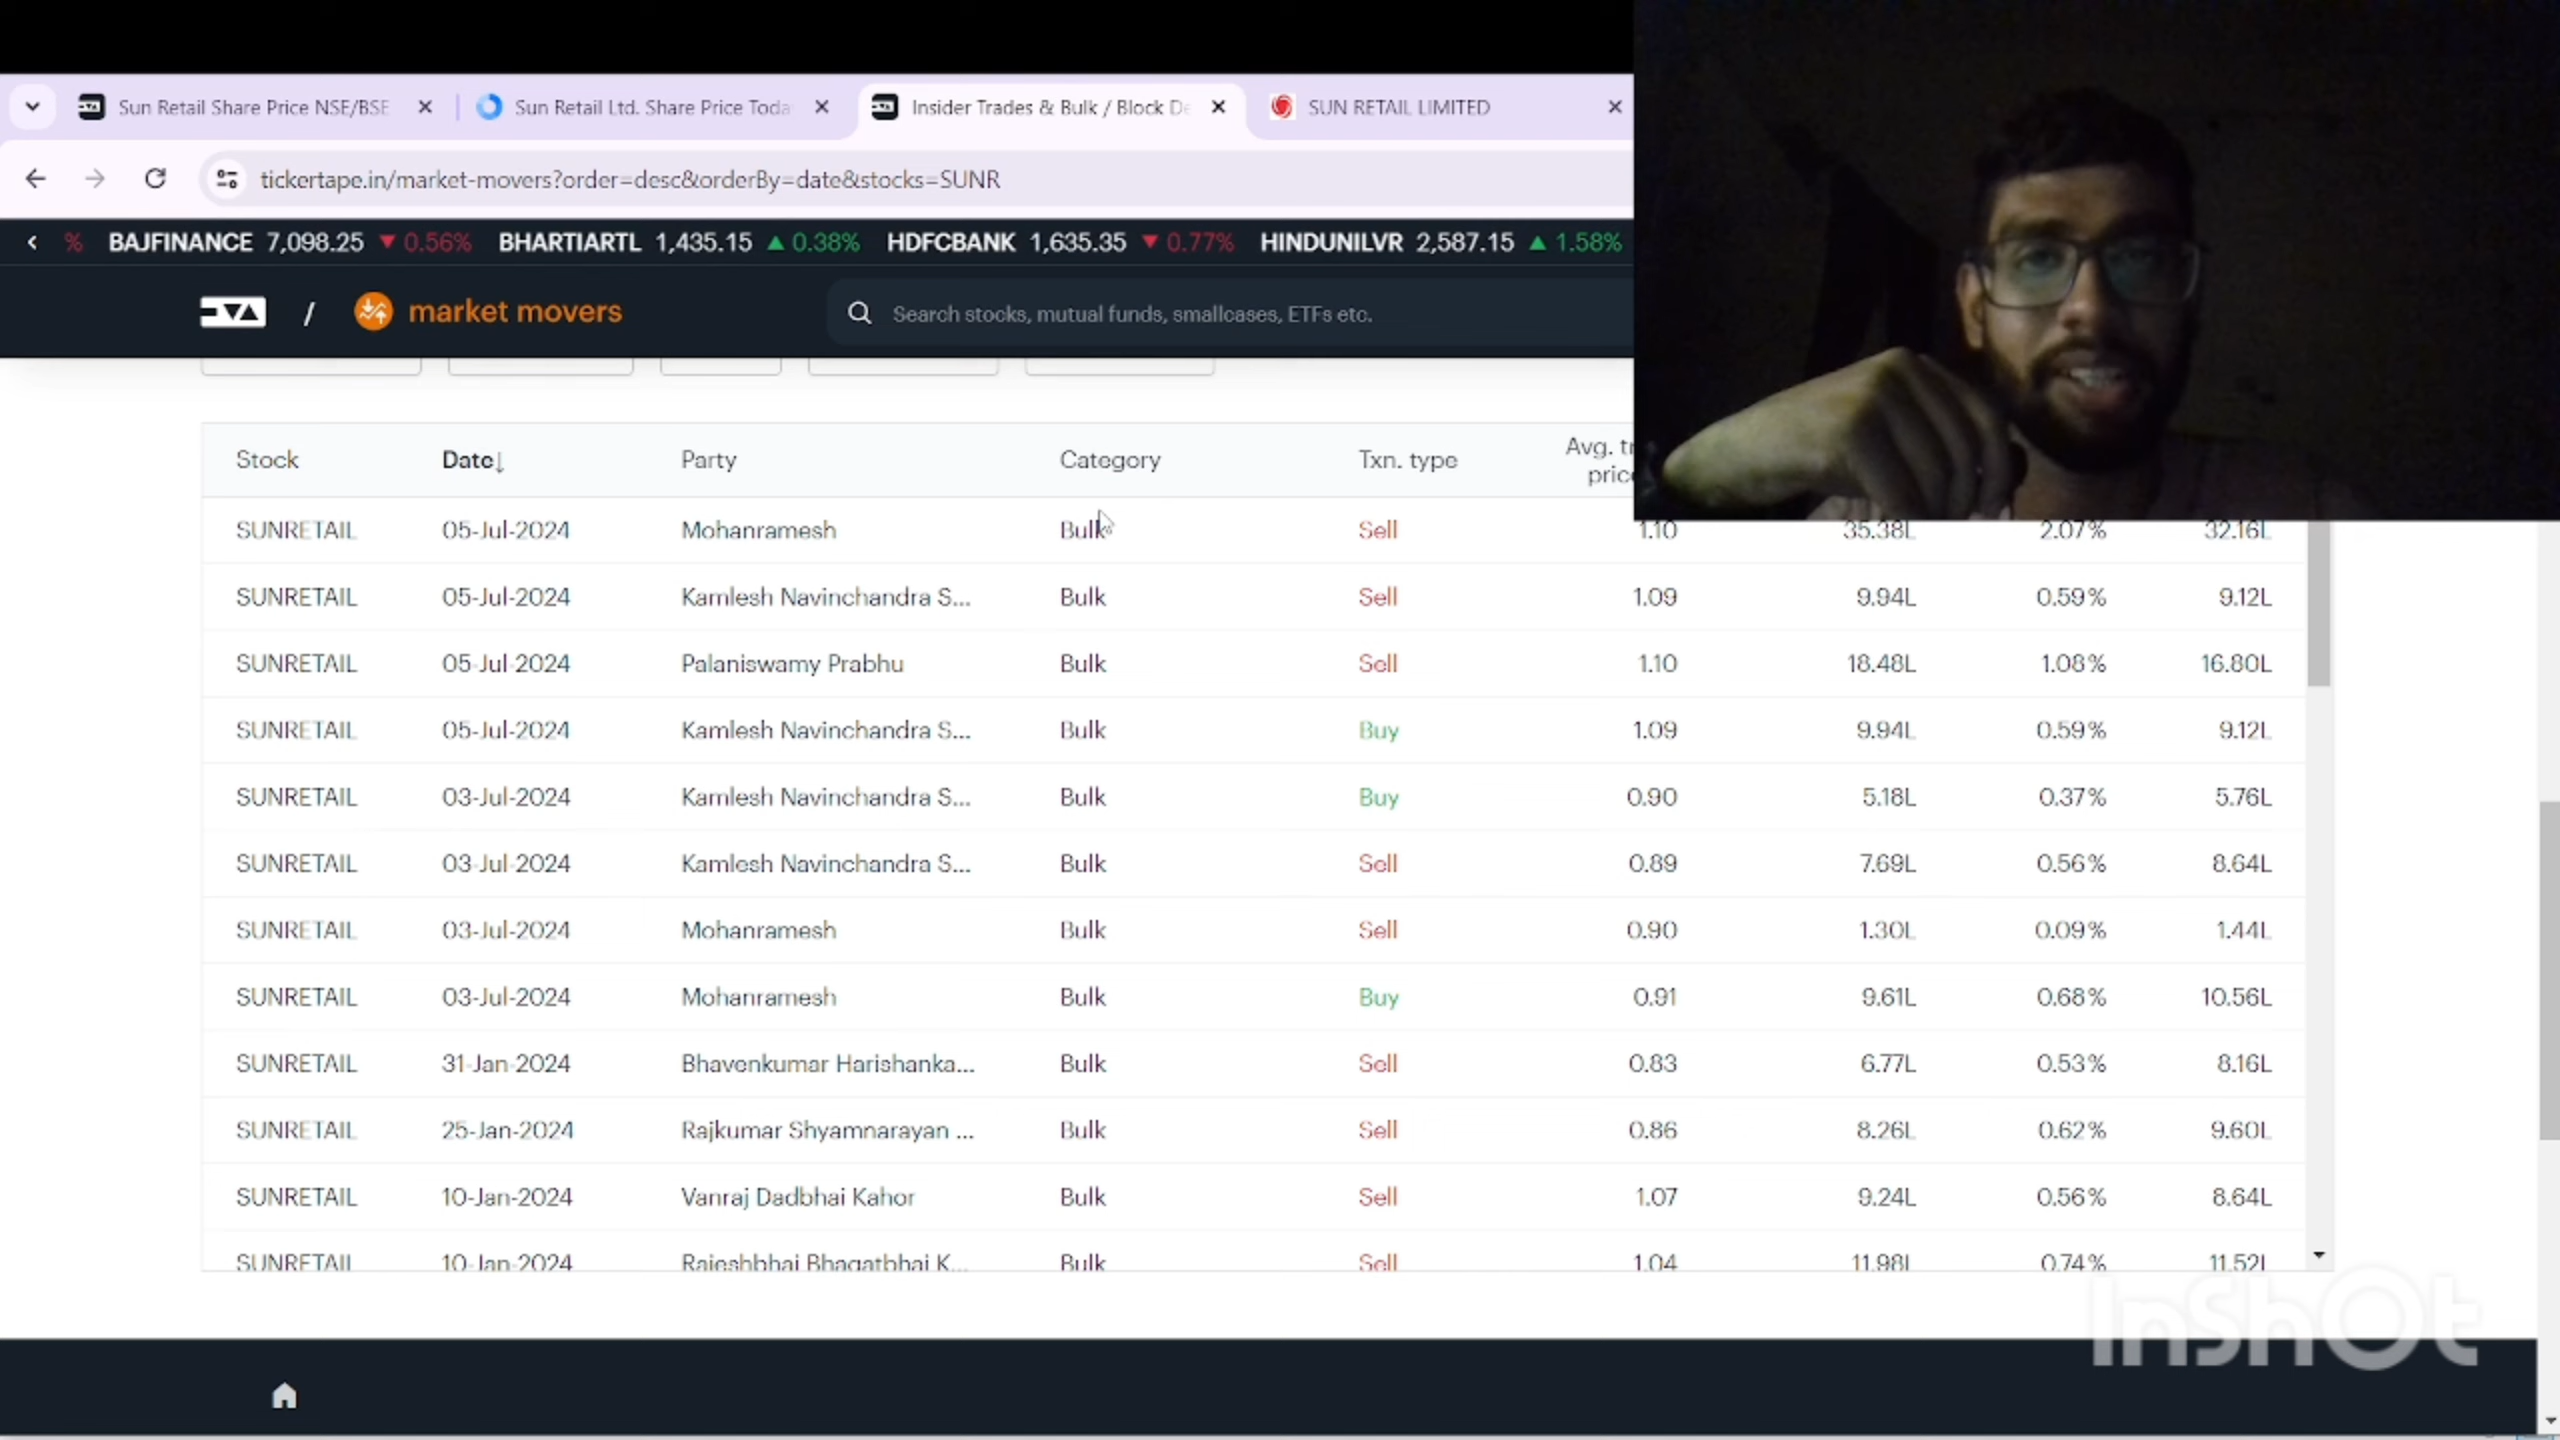 Sun Retail Share Price NSE/BSE
Sun Retail Ltd. Share Price Toda
Insider Trades & Bulk / Block De
SUN RETAIL LIMITED
tickertape.in/market-movers?order=desc&orderBy=date&stocks=SUNR
% BAJFINANCE 7,098.25 ▼ 0.56% BHARTIARTL 1,435.15 ▲ 0.38% HDFCBANK 1,635.35 ▼ 0.77% HINDUNILVR 2,587.15 ▲ 1.58%
/ market movers
Search stocks, mutual funds, smallcases, ETFs etc.
Stock Date↓ Party Category Txn. type Avg.
SUNRETAIL 05-Jul-2024 Mohanramesh Bulk Sell 1.10 35.38L 2.07% 32.16L
SUNRETAIL 05-Jul-2024 Kamlesh Navinchandra S... Bulk Sell 1.09 9.94L 0.59% 9.12L
SUNRETAIL 05-Jul-2024 Palaniswamy Prabhu Bulk Sell 1.10 18.48L 1.08% 16.80L
SUNRETAIL 05-Jul-2024 Kamlesh Navinchandra S... Bulk Buy 1.09 9.94L 0.59% 9.12L
SUNRETAIL 03-Jul-2024 Kamlesh Navinchandra S... Bulk Buy 0.90 5.18L 0.37% 5.76L
SUNRETAIL 03-Jul-2024 Kamlesh Navinchandra S... Bulk Sell 0.89 7.69L 0.56% 8.64L
SUNRETAIL 03-Jul-2024 Mohanramesh Bulk Sell 0.90 1.30L 0.09% 1.44L
SUNRETAIL 03-Jul-2024 Mohanramesh Bulk Buy 0.91 9.61L 0.68% 10.56L
SUNRETAIL 31-Jan-2024 Bhavenkumar Harishanka... Bulk Sell 0.83 6.77L 0.53% 8.16L
SUNRETAIL 25-Jan-2024 Rajkumar Shyamnarayan ... Bulk Sell 0.86 8.26L 0.62% 9.60L
SUNRETAIL 10-Jan-2024 Vanraj Dadbhai Kahor Bulk Sell 1.07 9.24L 0.56% 8.64L
SUNRETAIL 10-Jan-2024 Rajeshbhai Bhagatbhai K... Bulk Sell 1.04 11.98L 0.74% 11.52L
InShOt